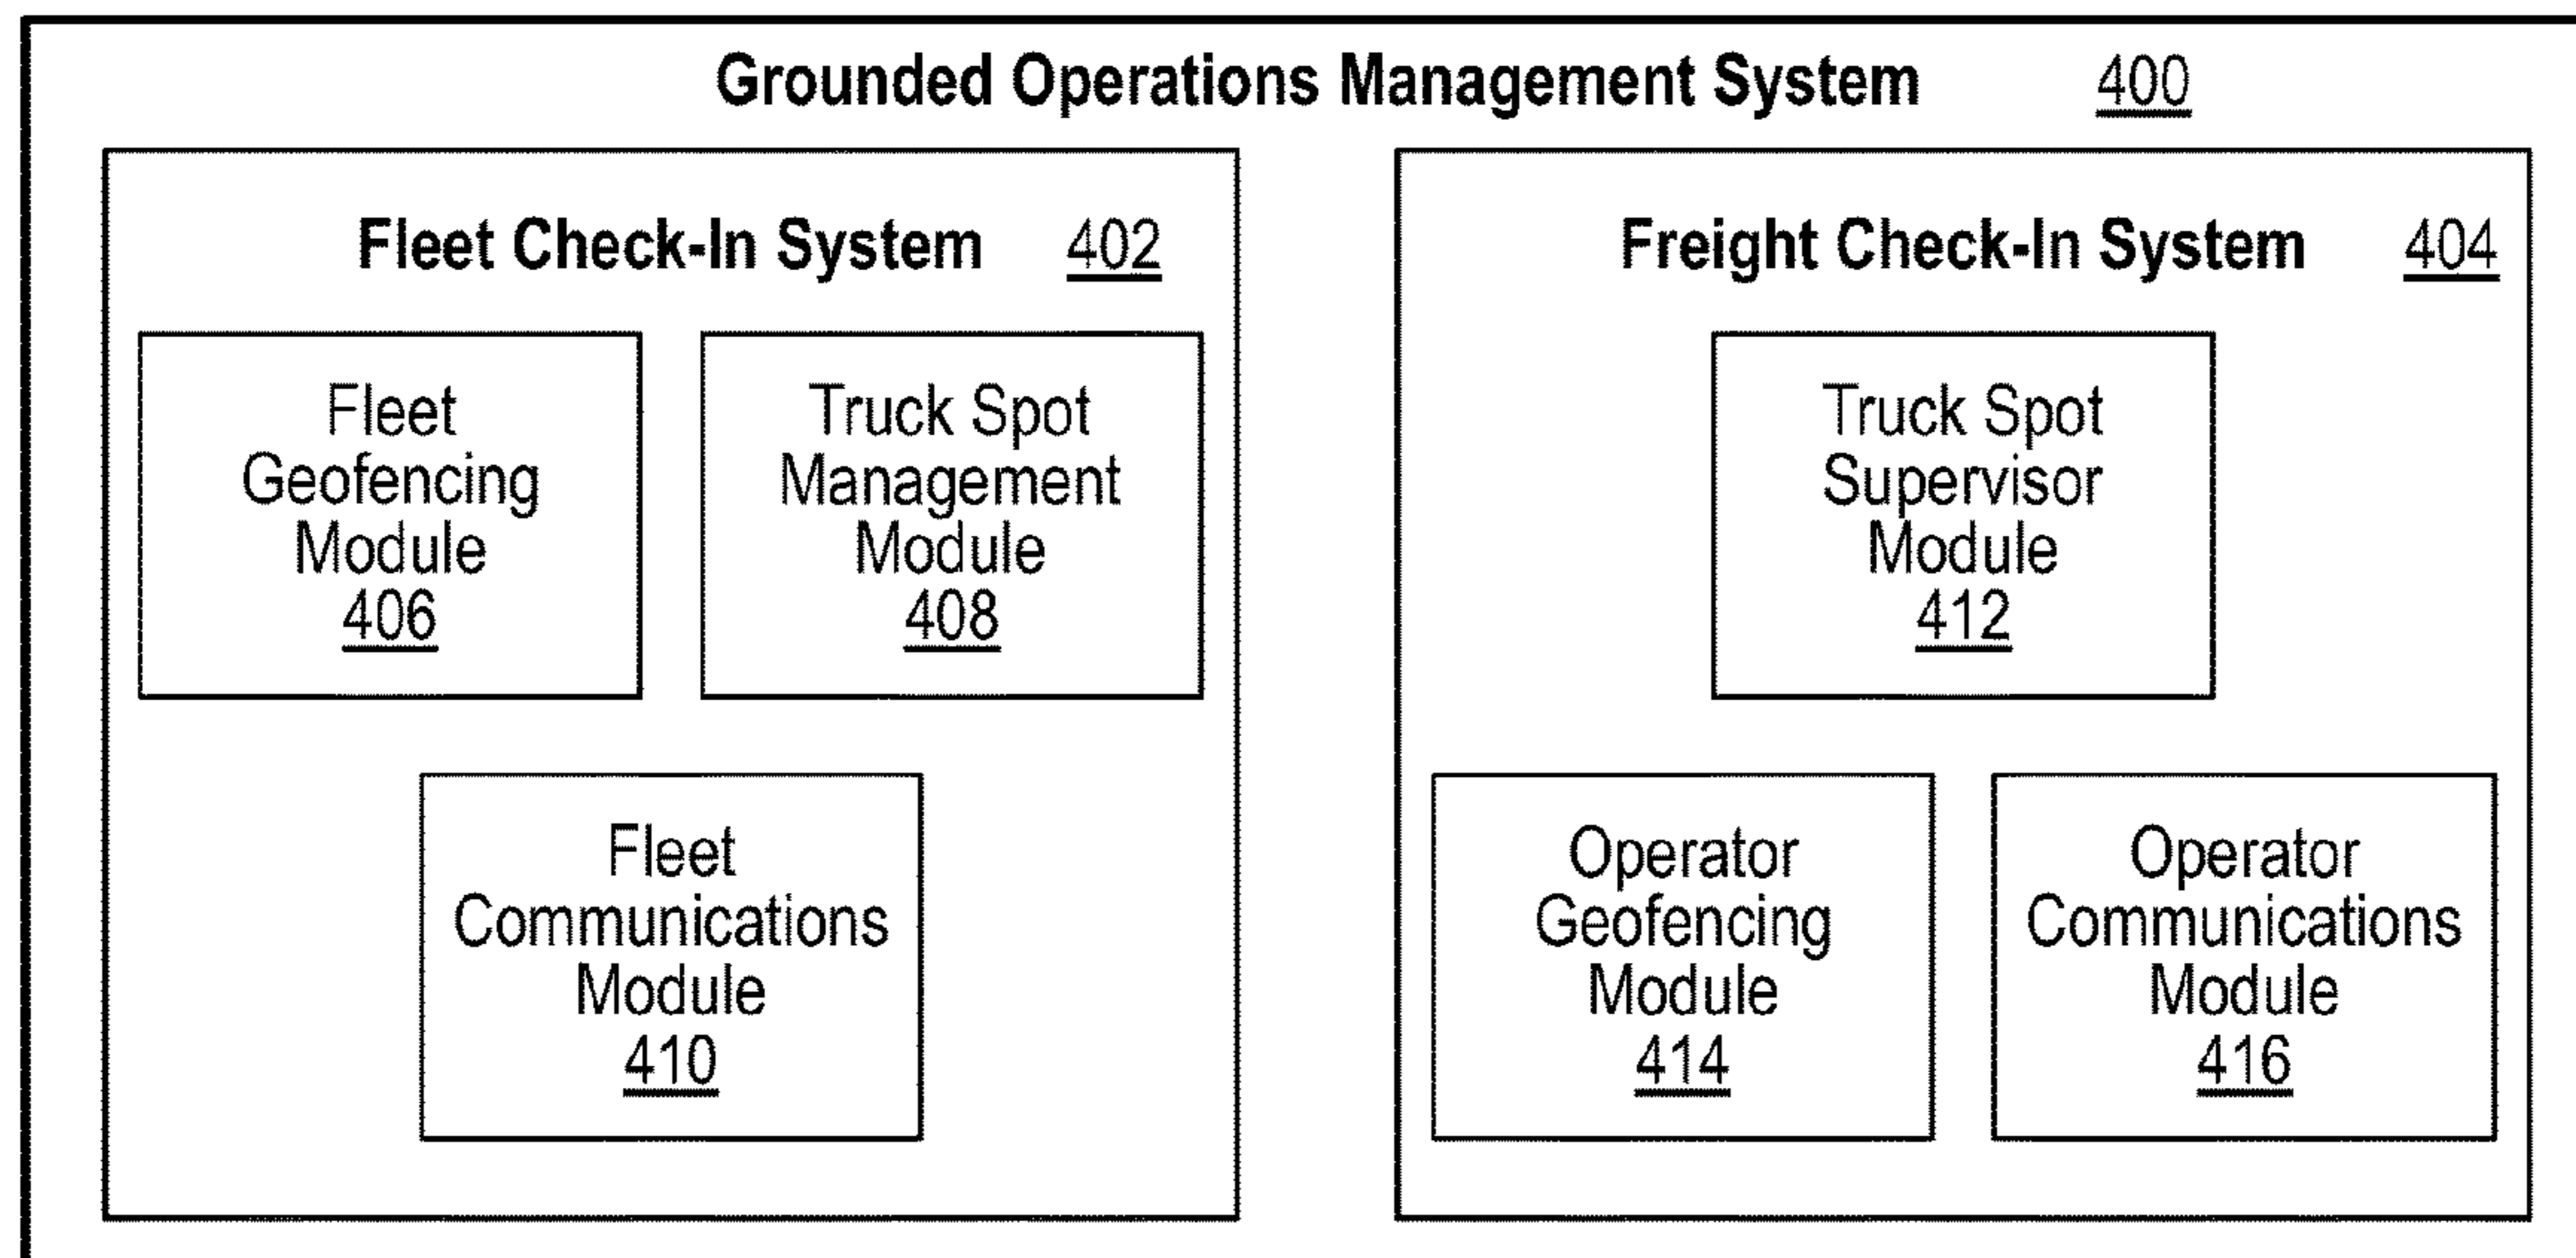 Grounded Operations Management System 400
Fleet Check-In System 402
Fleet
Geofencing
Module
406
Truck Spot
Management
Module
408
Fleet
Communications
Module
410
Freight Check-In System 404
Truck Spot
Supervisor
Module
412
Operator
Geofencing
Module
414
Operator
Communications
Module
416